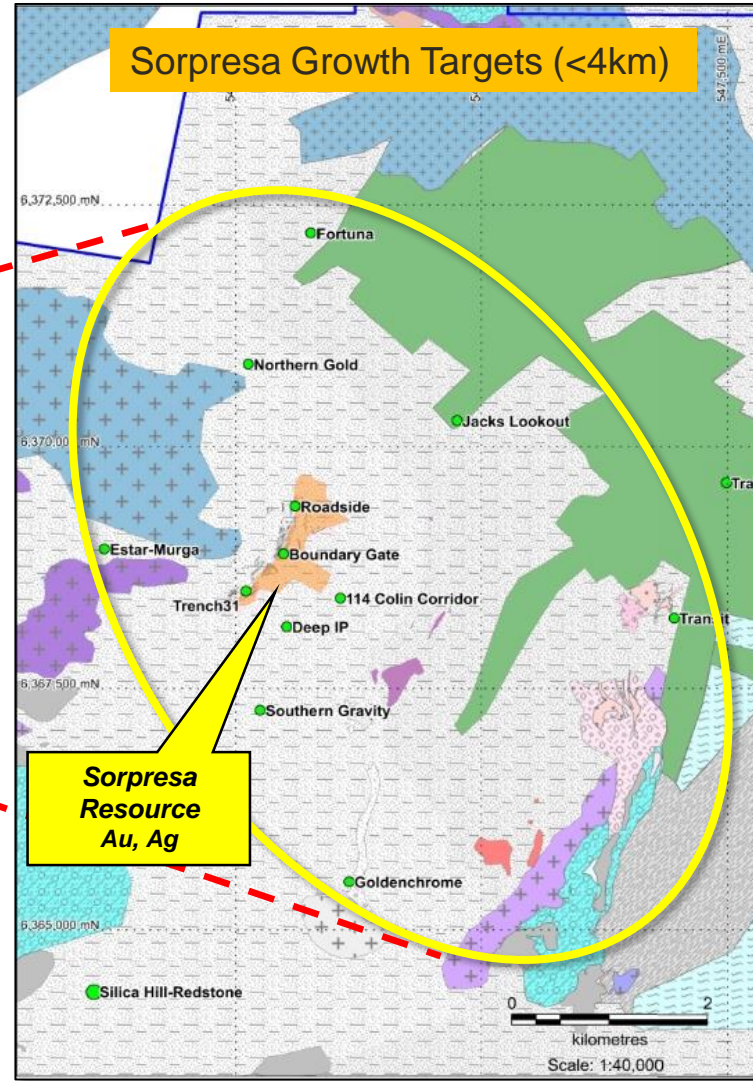 Sorpresa Growth Targets (<4km)
547,500 mE
6,372,500 mN
Fortuna
Northern Gold
Jacks Lookout
6,370,000 mN
Tra
Roadside
Estar-Murga
Boundary Gate
Trench31
114 Colin Corridor
Transit
Deep IP
6,367,500 mN
Southern Gravity
Sorpresa
Resource
Au, Ag
Goldenchrome
6,365,000 mN
Silica Hill-Redstone
0 2
kilometres
Scale: 1:40,000